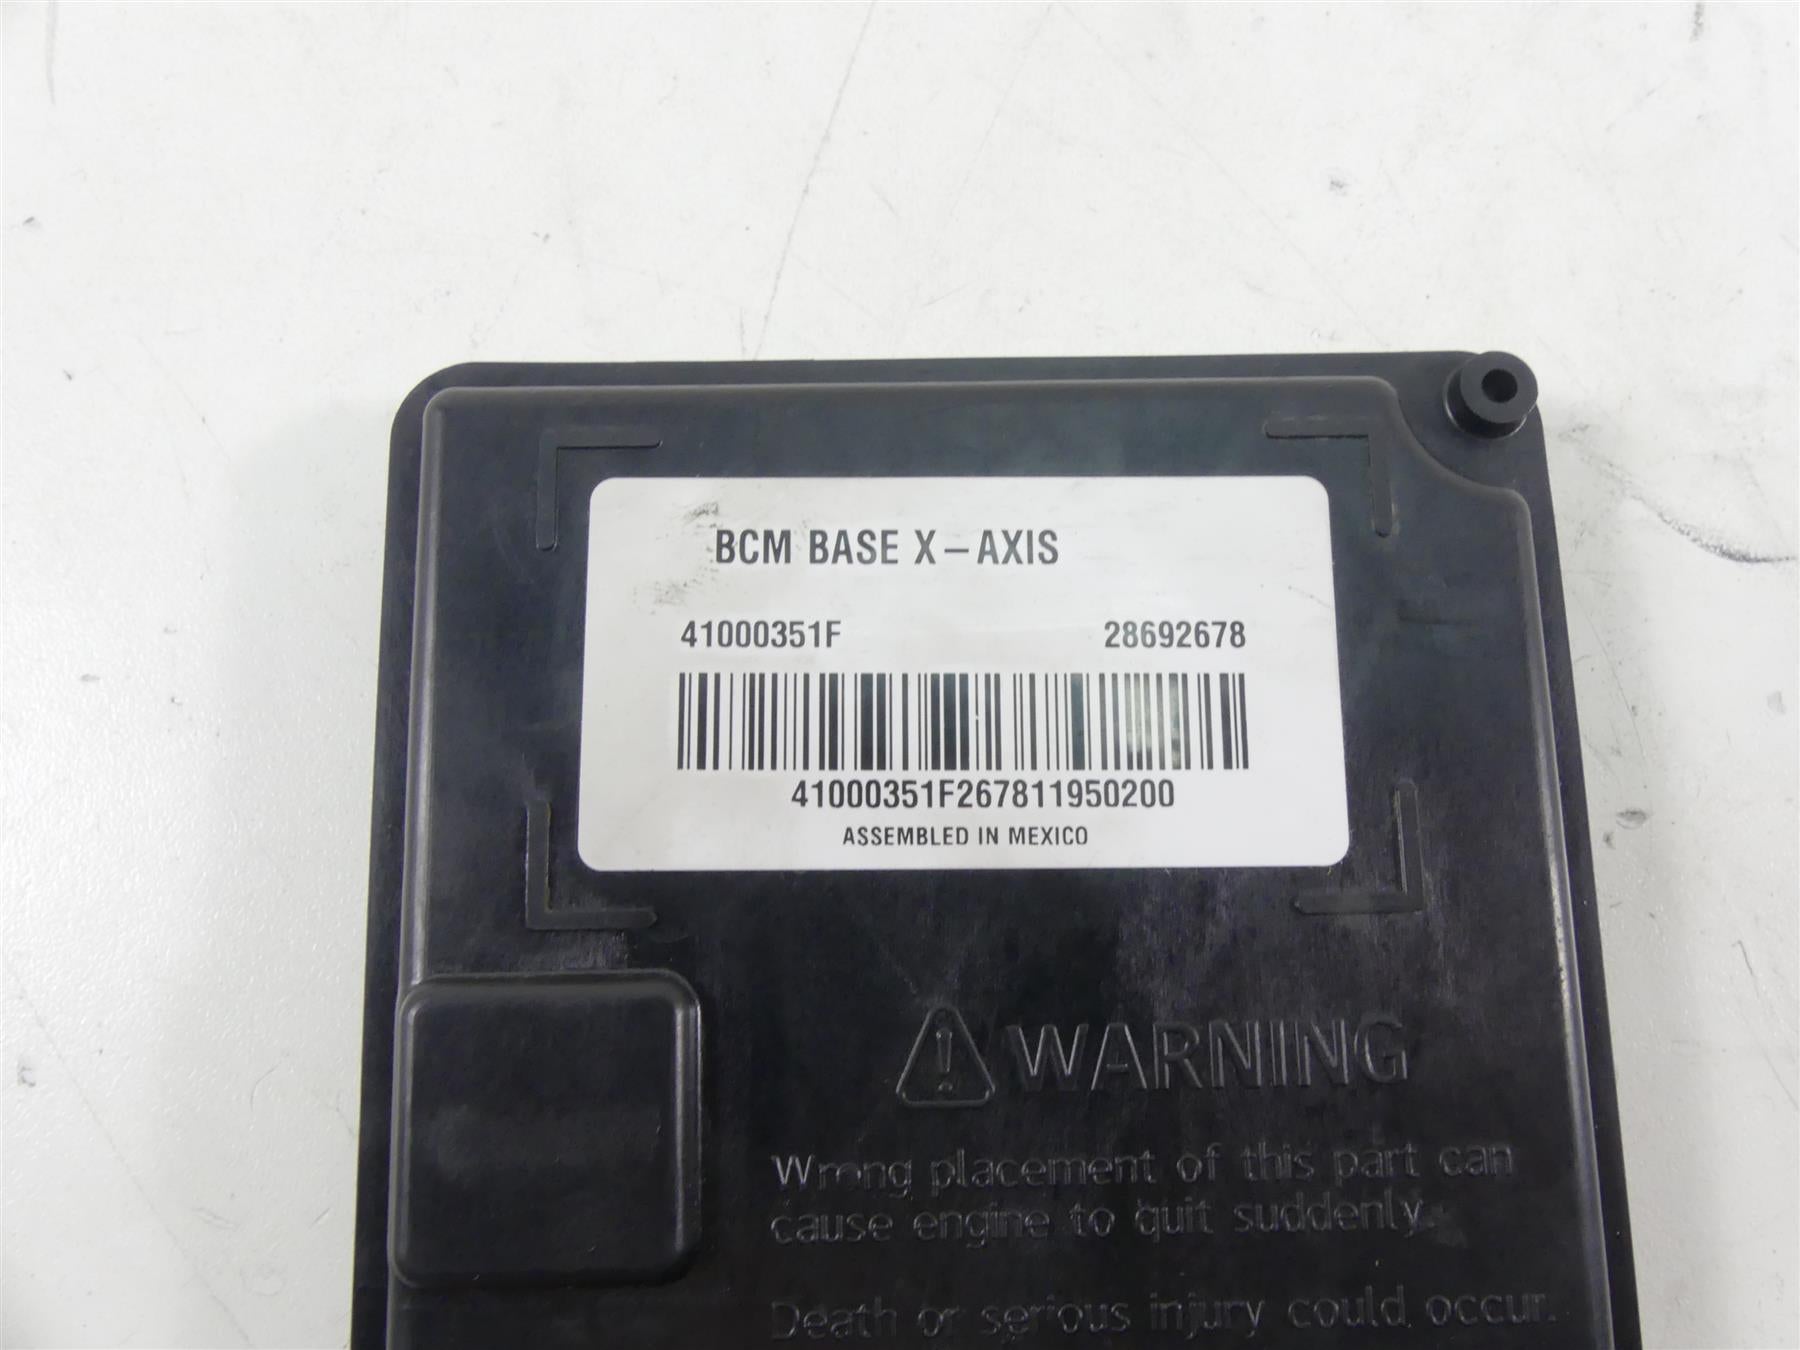 BCM BASE X-AXIS
41000351F 28692678
41000351F267811950200
ASSEMBLED IN MEXICO
WARNING
Wrong placement of this part can
cause engine to quit suddenly.
Death or serious injury could occur.